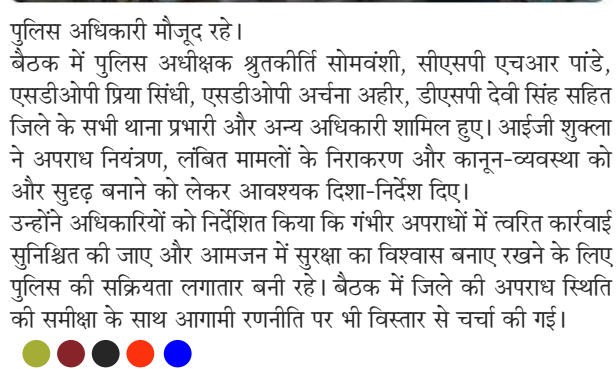 पुलिस अधिकारी मौजूद रहे।
बैठक में पुलिस अधीक्षक श्रुतकीर्ति सोमवंशी, सीएसपी एचआर पांडे,
एसडीओपी प्रिया सिंधी, एसडीओपी अर्चना अहीर, डीएसपी देवी सिंह सहित
जिले के सभी थाना प्रभारी और अन्य अधिकारी शामिल हुए। आईजी शुक्ला
ने अपराध नियंत्रण, लंबित मामलों के निराकरण और कानून-व्यवस्था को
और सुदृढ़ बनाने को लेकर आवश्यक दिशा-निर्देश दिए।
उन्होंने अधिकारियों को निर्देशित किया कि गंभीर अपराधों में त्वरित कार्रवाई
सुनिश्चित की जाए और आमजन में सुरक्षा का विश्वास बनाए रखने के लिए
पुलिस की सक्रियता लगातार बनी रहे। बैठक में जिले की अपराध स्थिति
की समीक्षा के साथ आगामी रणनीति पर भी विस्तार से चर्चा की गई।